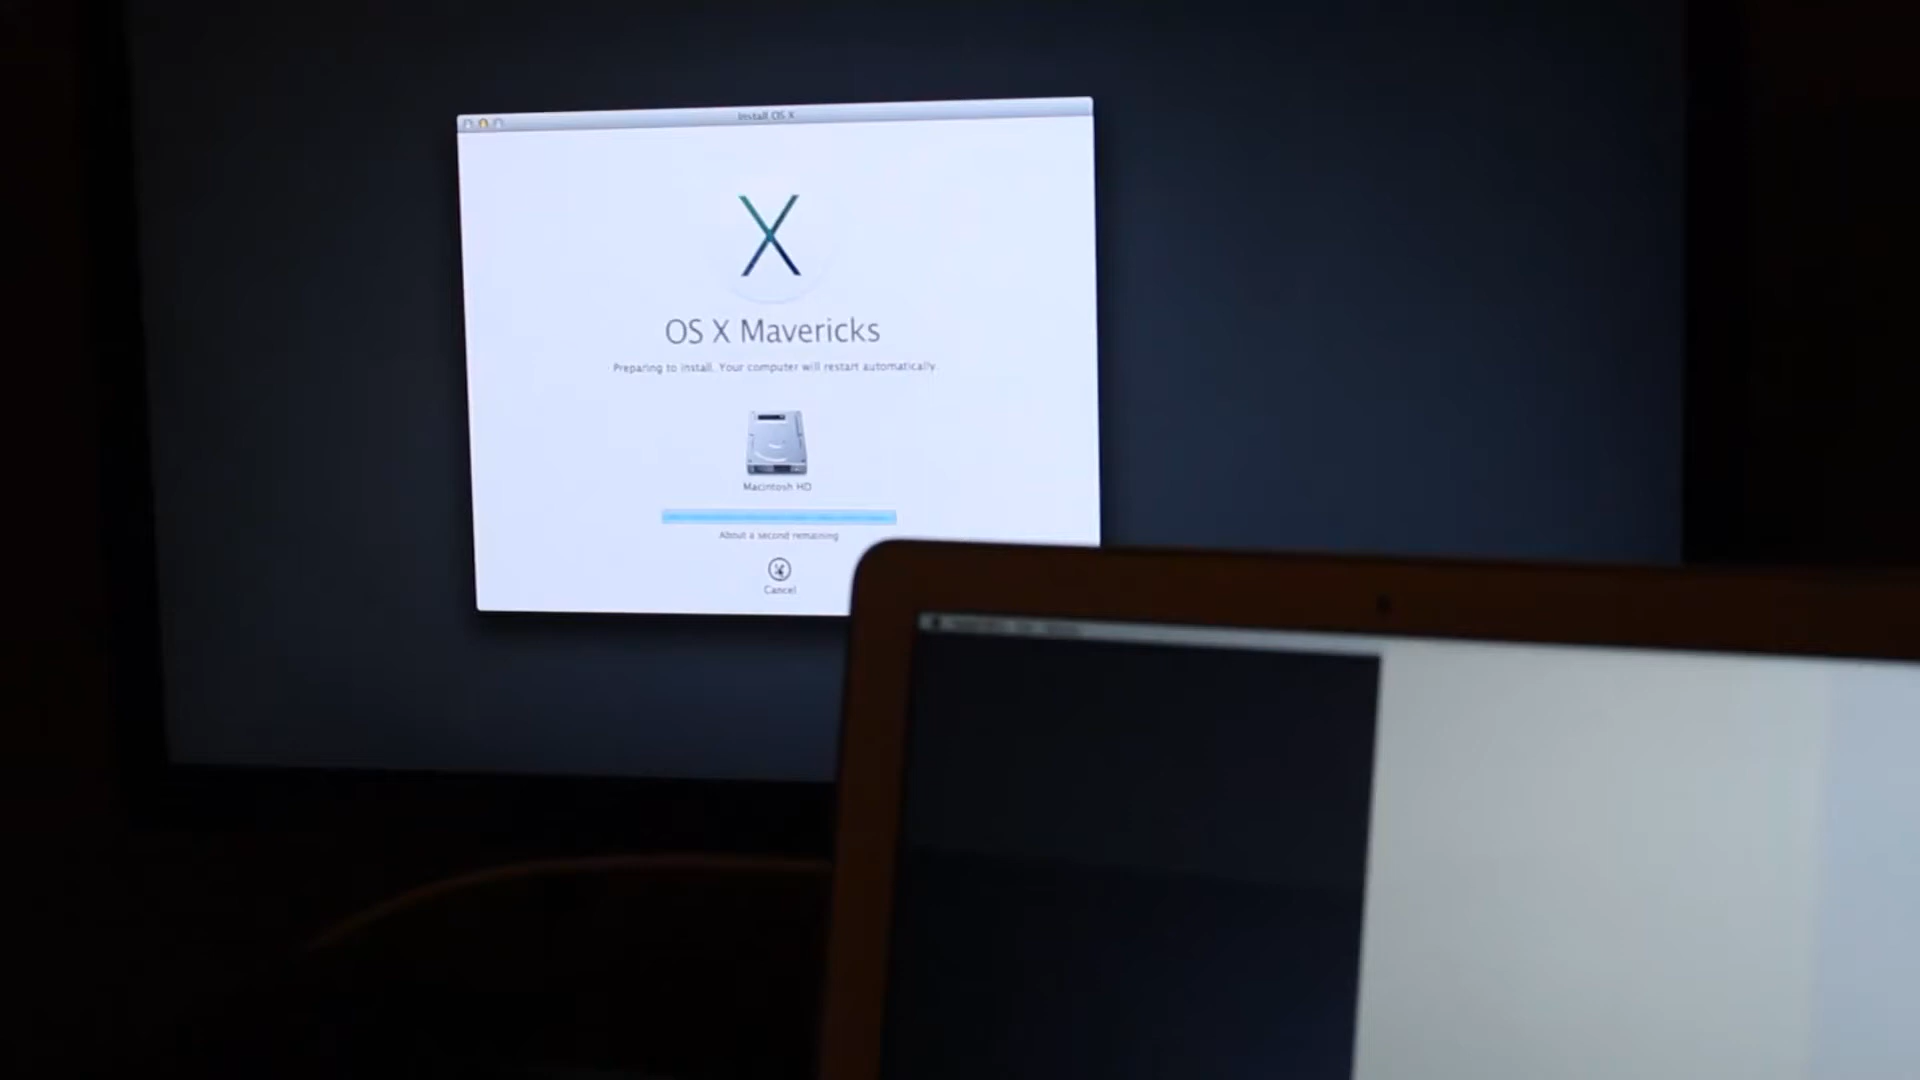 Install OS X
X
OS X Mavericks
Preparing to install. Your computer will restart automatically.
Macintosh HD
About a second remaining
Cancel